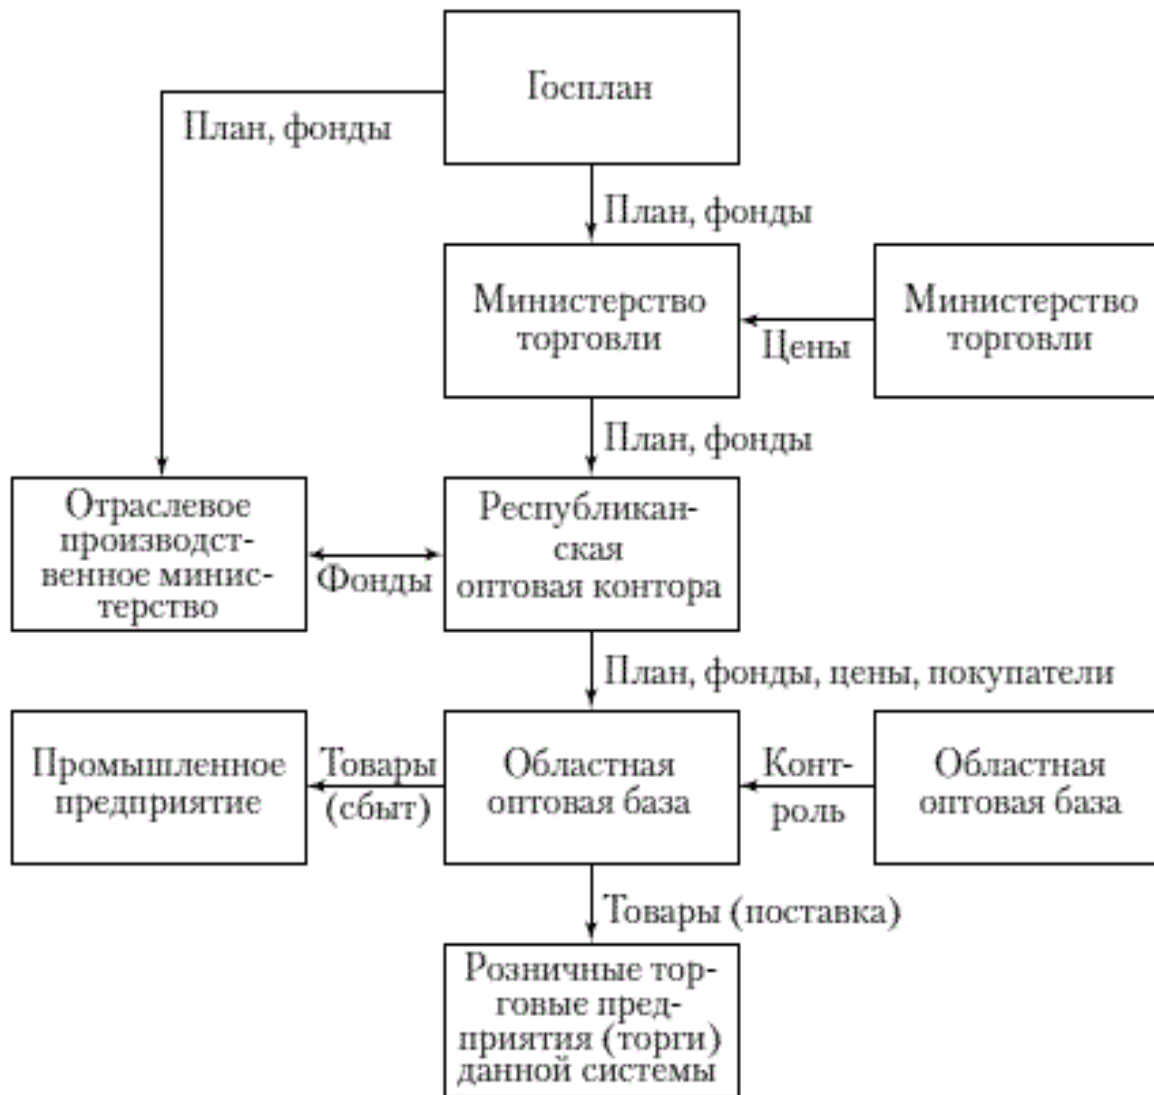 Госплан
План, фонды
План, фонды
Министерство
торговли
Цены
Министерство
торговли
План, фонды
Отраслевое
производст-
венное минис-
терство
Фонды
Республикан-
ская
оптовая контора
План, фонды, цены, покупатели
Промышленное
предприятие
Товары
(сбыт)
Областная
оптовая база
Конт-
роль
Областная
оптовая база
Товары (поставка)
Розничные тор-
говые пред-
приятия (торги)
данной системы